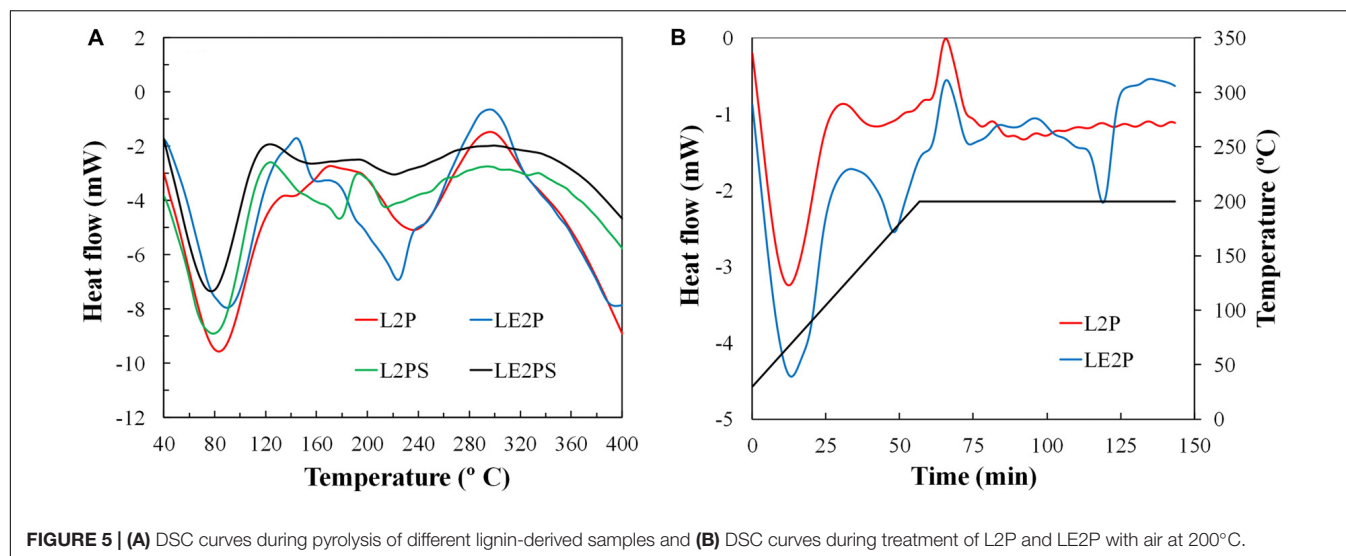 A
2
0
-2
-4
-6
-8
-10
-12
Heat flow (mW)
40 80 120 160 200 240 280 320 360 400
Temperature (º C)
L2P LE2P
L2PS LE2PS
B
0
-1
-2
-3
-4
-5
Heat flow (mW)
350
300
250
200
150
100
50
0
Temperature (ºC)
0 25 50 75 100 125 150
Time (min)
L2P
LE2P
FIGURE 5 | (A) DSC curves during pyrolysis of different lignin-derived samples and (B) DSC curves during treatment of L2P and LE2P with air at 200°C.